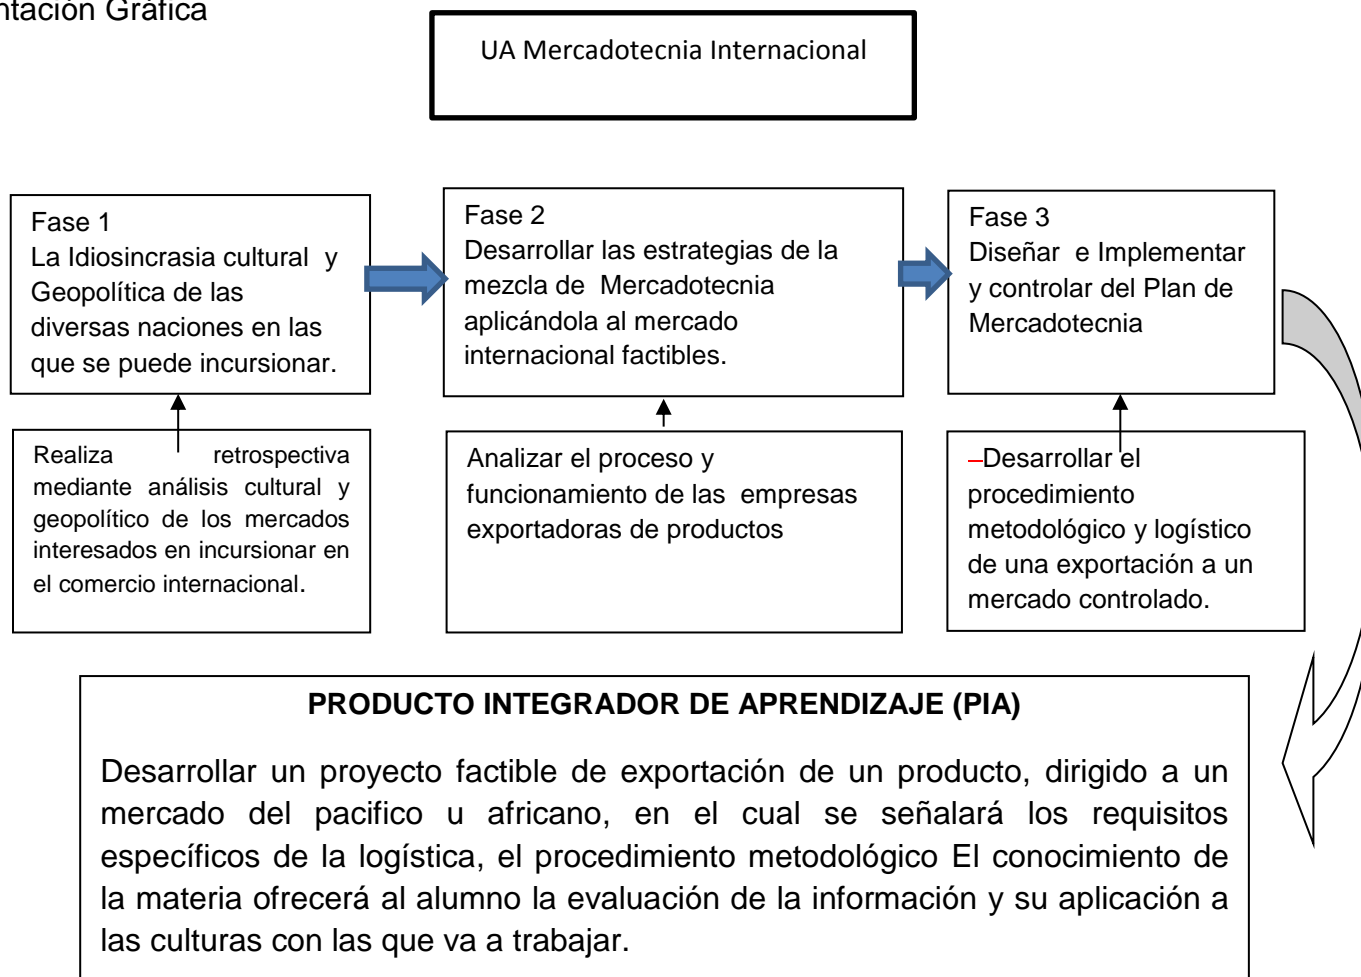 ntación Gráfica
UA Mercadotecnia Internacional
Fase 1
La Idiosincrasia cultural y
Geopolítica de las
diversas naciones en las
que se puede incursionar.
Fase 2
Desarrollar las estrategias de la
mezcla de Mercadotecnia
aplicándola al mercado
internacional factibles.
Fase 3
Diseñar e Implementar
y controlar del Plan de
Mercadotecnia
Realiza retrospectiva
mediante análisis cultural y
geopolítico de los mercados
interesados en incursionar en
el comercio internacional.
Analizar el proceso y
funcionamiento de las empresas
exportadoras de productos
–Desarrollar el
procedimiento
metodológico y logístico
de una exportación a un
mercado controlado.
PRODUCTO INTEGRADOR DE APRENDIZAJE (PIA)
Desarrollar un proyecto factible de exportación de un producto, dirigido a un
mercado del pacifico u africano, en el cual se señalará los requisitos
específicos de la logística, el procedimiento metodológico El conocimiento de
la materia ofrecerá al alumno la evaluación de la información y su aplicación a
las culturas con las que va a trabajar.